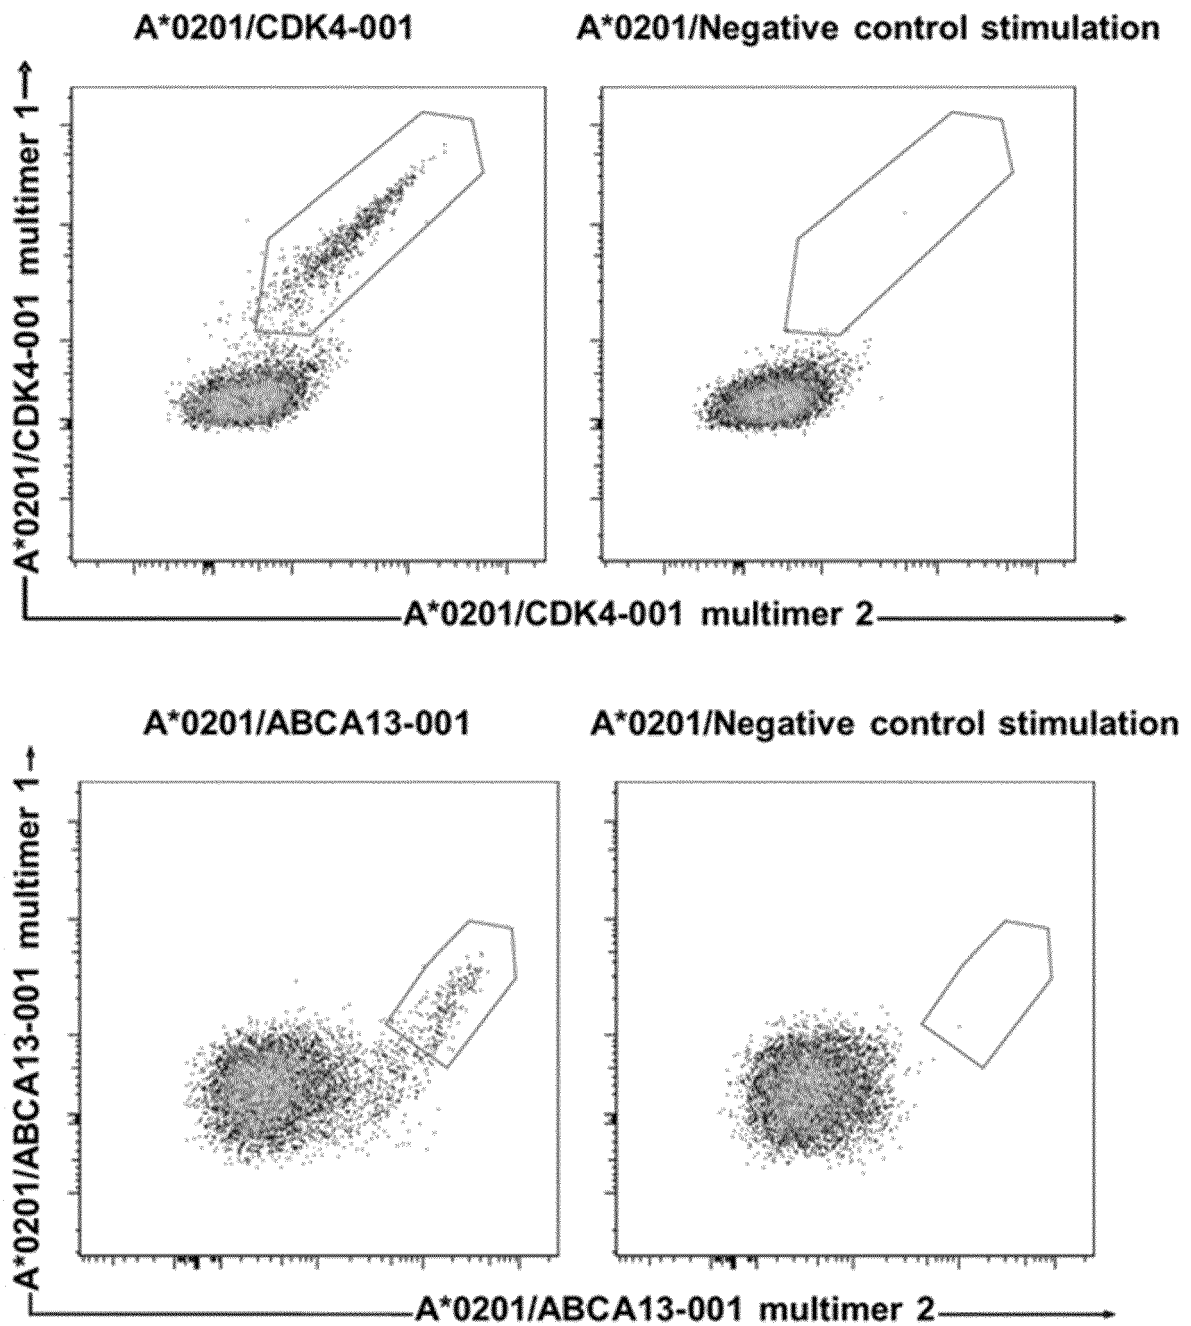 A*0201/CDK4-001
A*0201/Negative control stimulation
A*0201/CDK4-001 multimer 1
A*0201/CDK4-001 multimer 2
A*0201/ABCA13-001
A*0201/Negative control stimulation
A*0201/ABCA13-001 multimer 1
A*0201/ABCA13-001 multimer 2